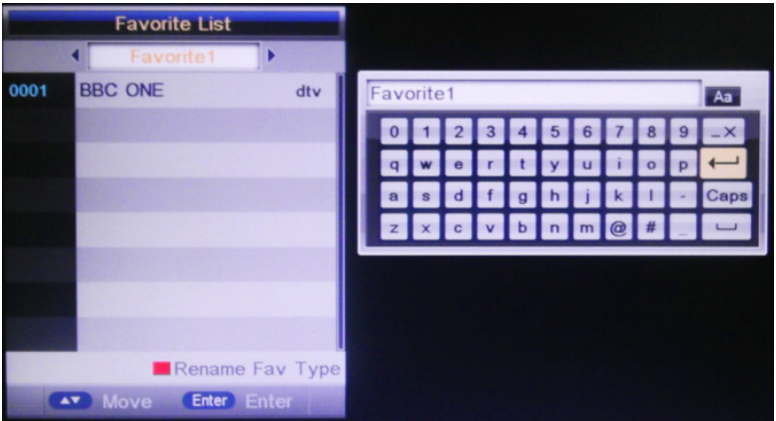 Favorite List
Favorite1
0001 BBC ONE dtv
Rename Fav Type
Move Enter Enter
Favorite1
Aa
0 1 2 3 4 5 6 7 8 9 _X
q w e r t y u i o p
a s d f g h j k l - Caps
z x c v b n m @ # _